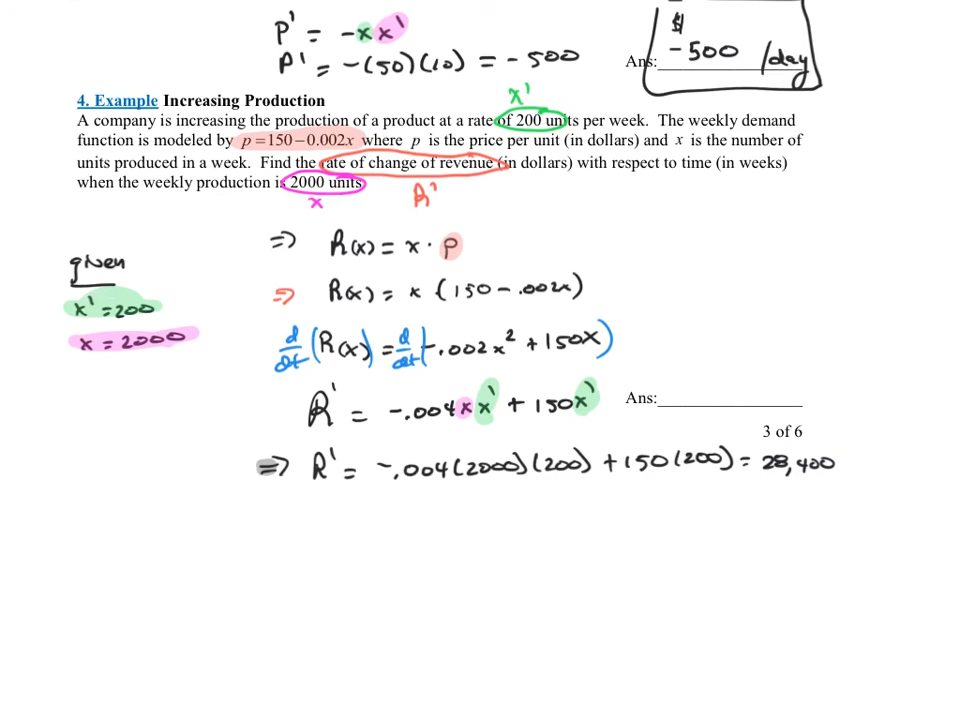 P' = -xx'
P' = -(50)(10) = -500
Ans: $
-500 /day
4. Example Increasing Production
x'
A company is increasing the production of a product at a rate of 200 units per week. The weekly demand
function is modeled by p=150−0.002x where p is the price per unit (in dollars) and x is the number of
units produced in a week. Find the rate of change of revenue (in dollars) with respect to time (in weeks)
when the weekly production is 2000 units
x R'
=> R(x) = x · p
given
=> R(x) = x (150 - .002x)
x' = 200
x = 2000
d/dt (R(x)) = d/dt (-.002x² + 150x)
R' = -.004xx' + 150x'
Ans:
3 of 6
=> R' = -.004(2000)(200) + 150(200) = 28,400